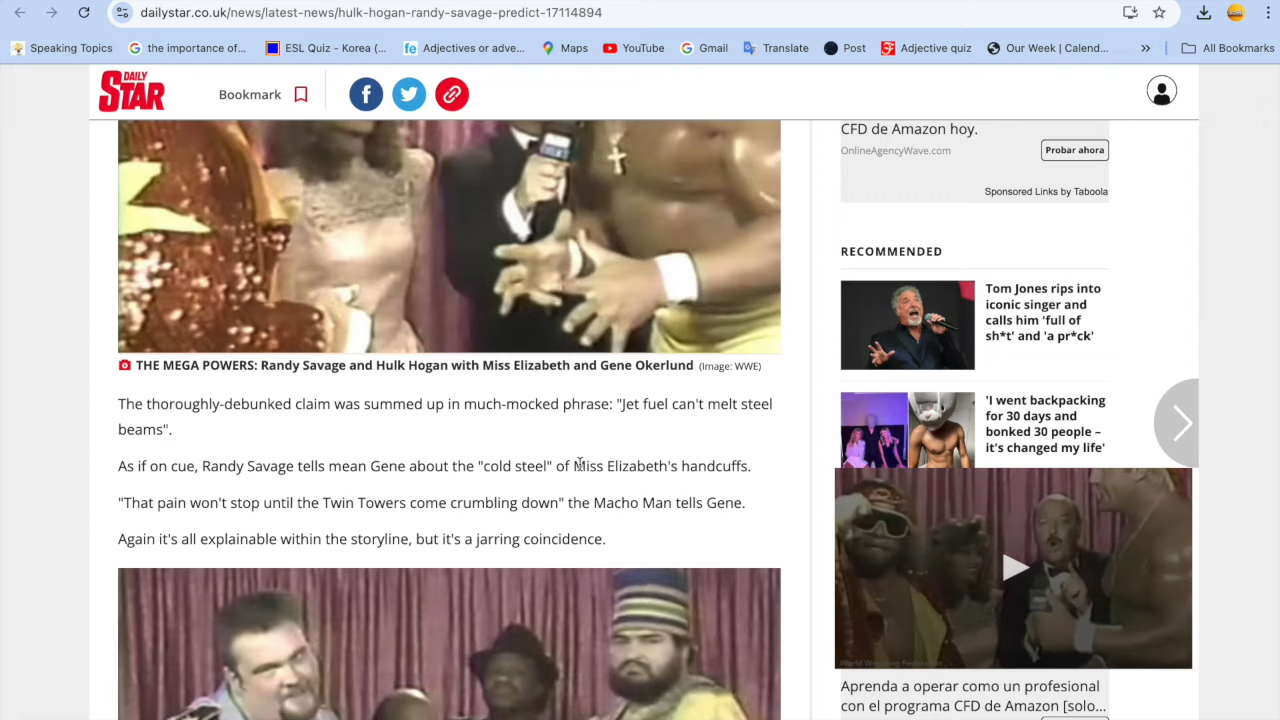 dailystar.co.uk/news/latest-news/hulk-hogan-randy-savage-predict-17114894
Speaking Topics
the importance of...
ESL Quiz - Korea (...
Adjectives or adve...
Maps
YouTube
Gmail
Translate
Post
Adjective quiz
Our Week | Calend...
»
All Bookmarks
DAILY
STAR
Bookmark
CFD de Amazon hoy.
OnlineAgencyWave.com
Probar ahora
Sponsored Links by Taboola
RECOMMENDED
Tom Jones rips into
iconic singer and
calls him 'full of
sh*t' and 'a pr*ck'
'I went backpacking
for 30 days and
bonked 30 people –
it's changed my life'
THE MEGA POWERS: Randy Savage and Hulk Hogan with Miss Elizabeth and Gene Okerlund (Image: WWE)
The thoroughly-debunked claim was summed up in much-mocked phrase: "Jet fuel can't melt steel
beams".
As if on cue, Randy Savage tells mean Gene about the "cold steel" of Miss Elizabeth's handcuffs.
"That pain won't stop until the Twin Towers come crumbling down" the Macho Man tells Gene.
Again it's all explainable within the storyline, but it's a jarring coincidence.
World Wrestling Federation
Aprenda a operar como un profesional
con el programa CFD de Amazon [solo...